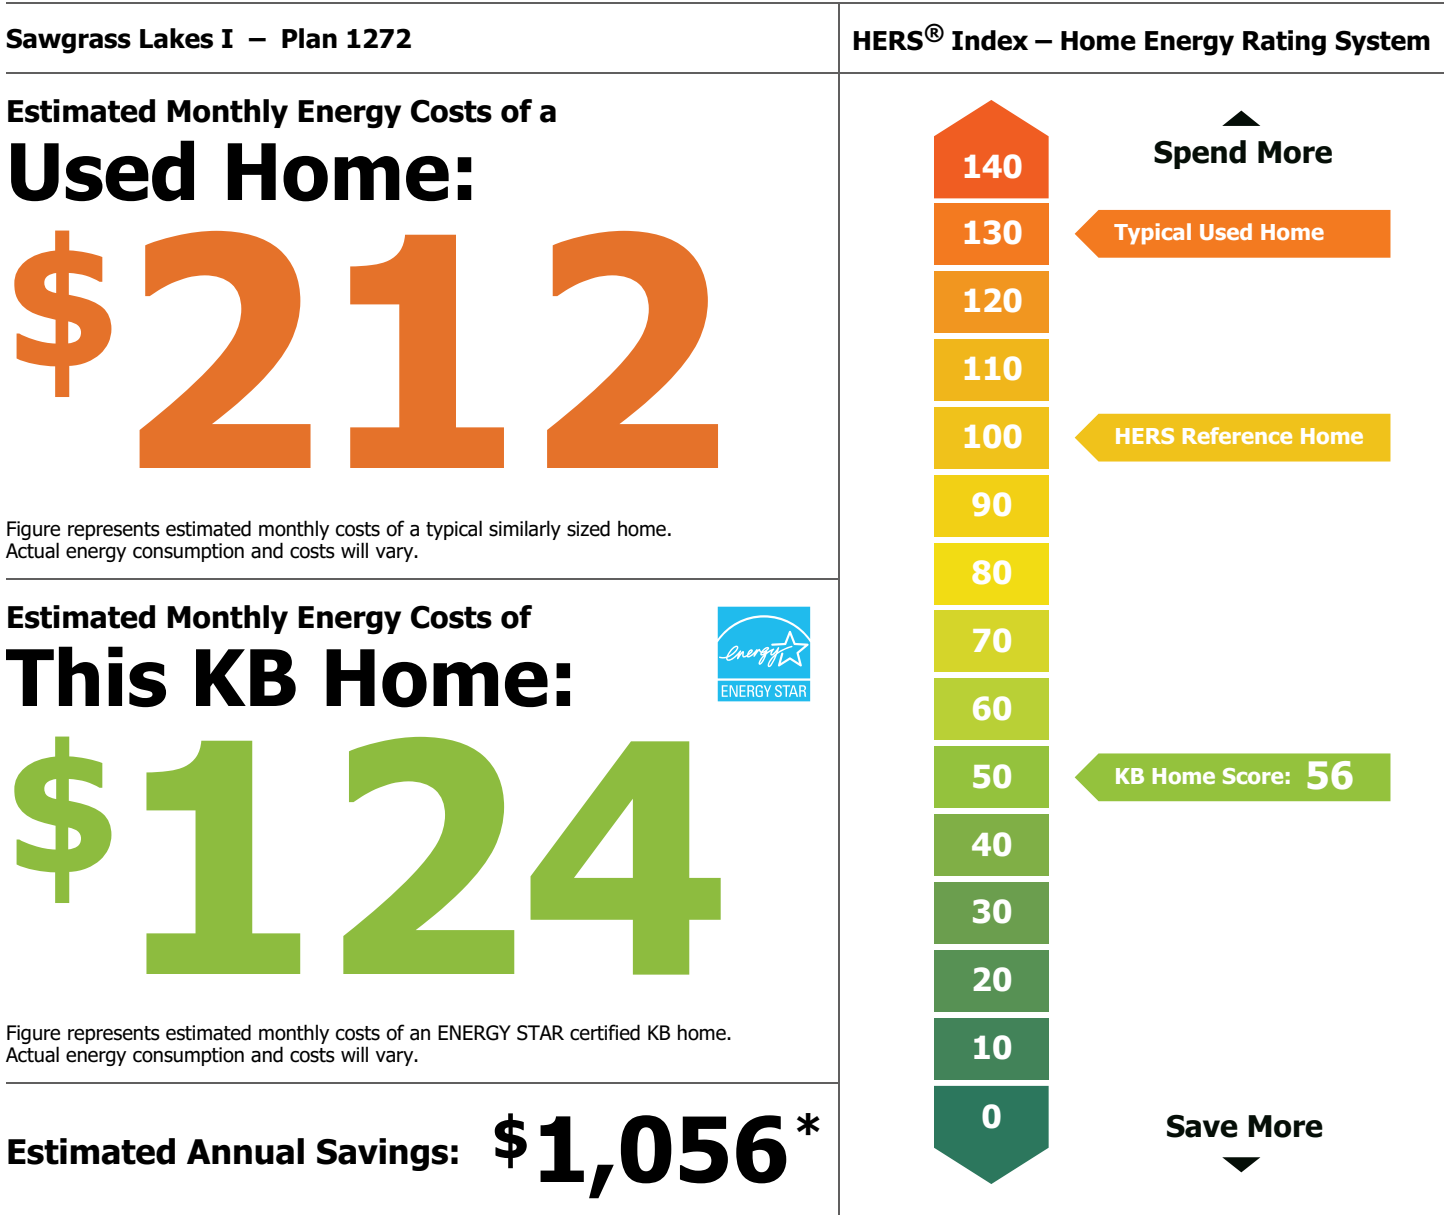 Sawgrass Lakes I – Plan 1272
Estimated Monthly Energy Costs of a
Used Home:
$212
Figure represents estimated monthly costs of a typical similarly sized home.
Actual energy consumption and costs will vary.
Estimated Monthly Energy Costs of
This KB Home:
energy
ENERGY STAR
$124
Figure represents estimated monthly costs of an ENERGY STAR certified KB home.
Actual energy consumption and costs will vary.
Estimated Annual Savings: $1,056*
HERS® Index – Home Energy Rating System
Spend More
140
130 Typical Used Home
120
110
100 HERS Reference Home
90
80
70
60
50 KB Home Score: 56
40
30
20
10
0
Save More